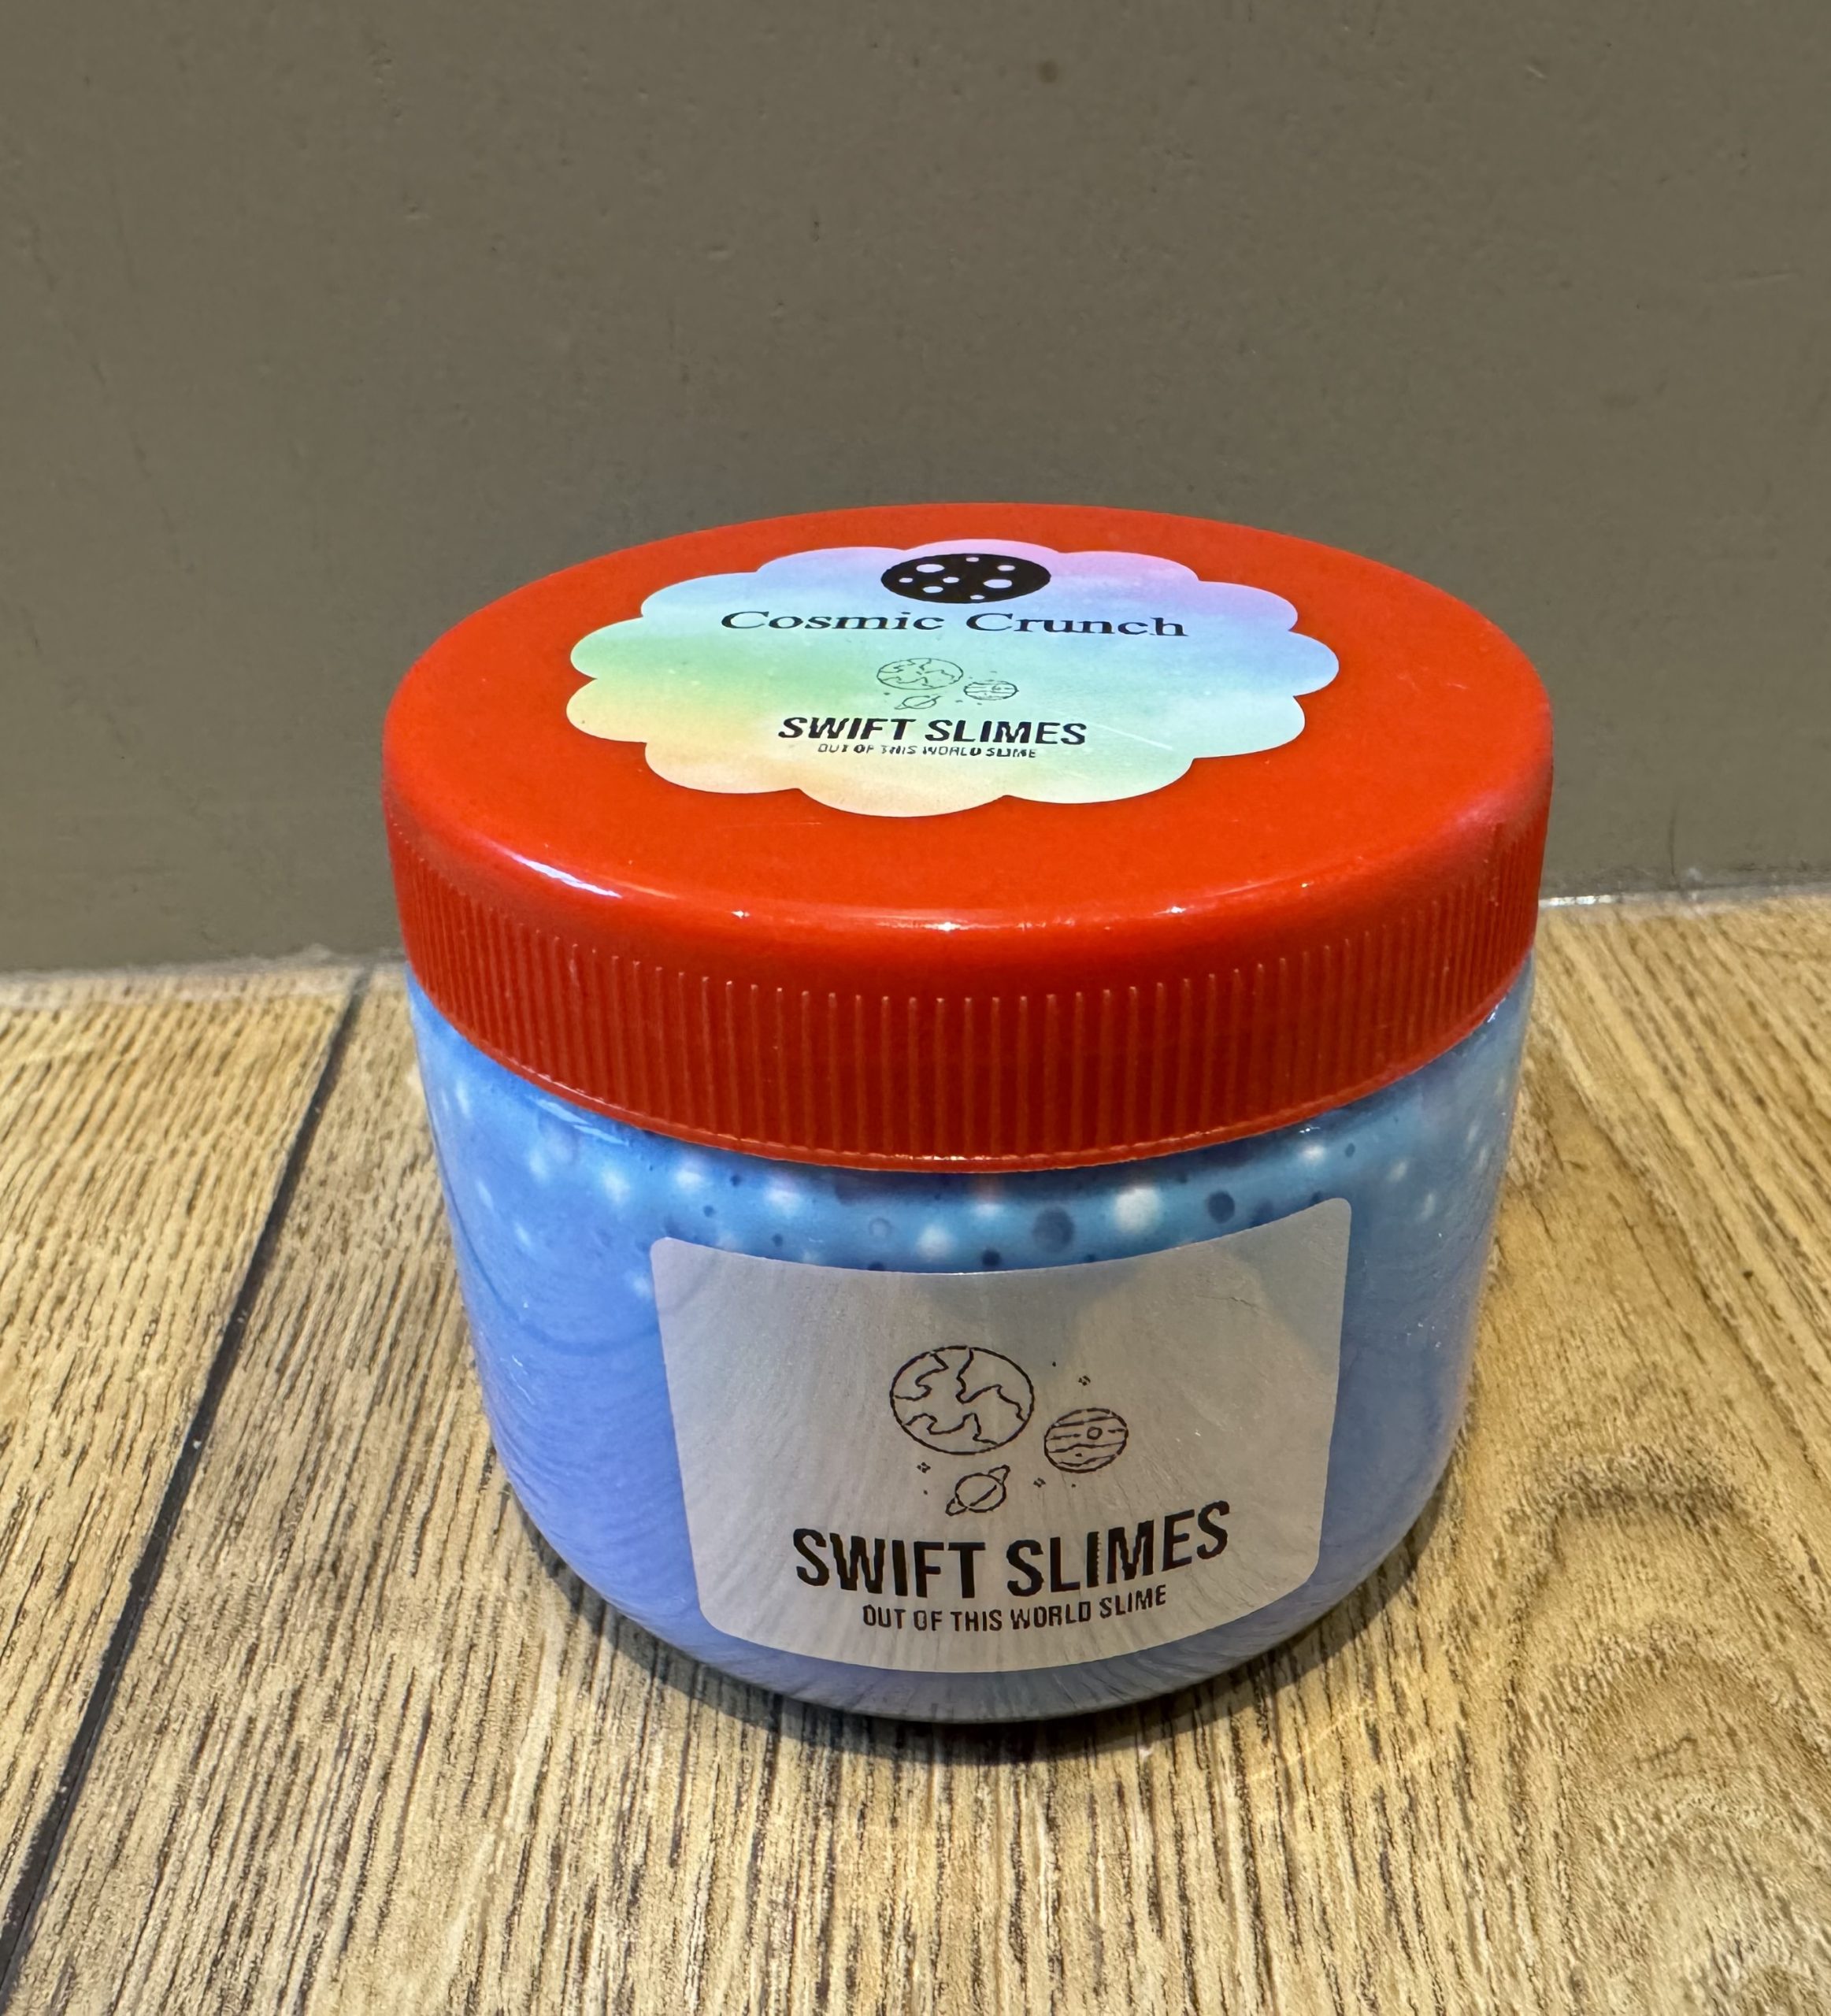 Cosmic Crunch
SWIFT SLIMES
OUT OF THIS WORLD SLIME
SWIFT SLIMES
OUT OF THIS WORLD SLIME